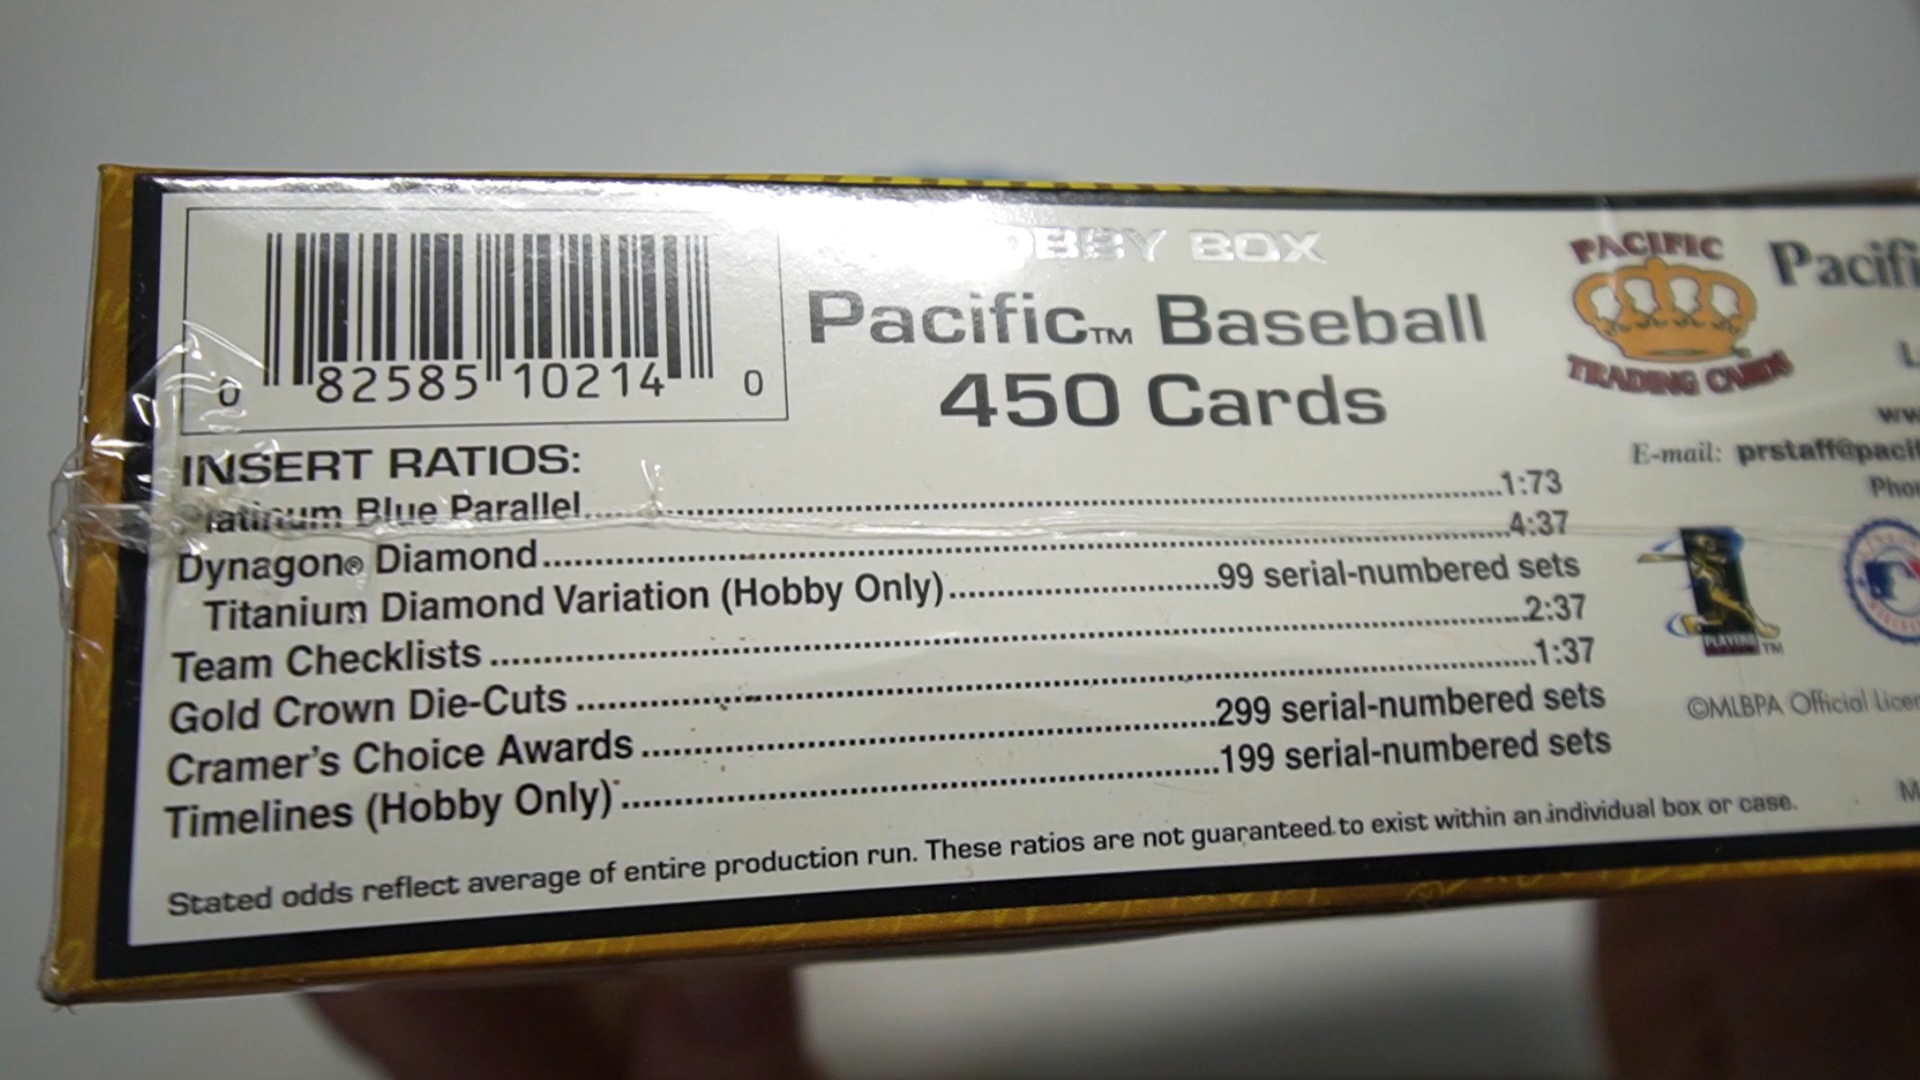 0 82585 10214 0
BOX
Pacific™ Baseball
450 Cards
INSERT RATIOS:
Platinum Blue Parallel..........1:73
Dynagon® Diamond..........4:37
Titanium Diamond Variation (Hobby Only)..........99 serial-numbered sets
Team Checklists..........2:37
Gold Crown Die-Cuts..........1:37
Cramer's Choice Awards..........299 serial-numbered sets
Timelines (Hobby Only)..........199 serial-numbered sets
Stated odds reflect average of entire production run. These ratios are not guaranteed to exist within an individual box or case.
PACIFIC
TRADING CARDS
E-mail: prstaff@pacif
PLAYERS
TM
©MLBPA Official